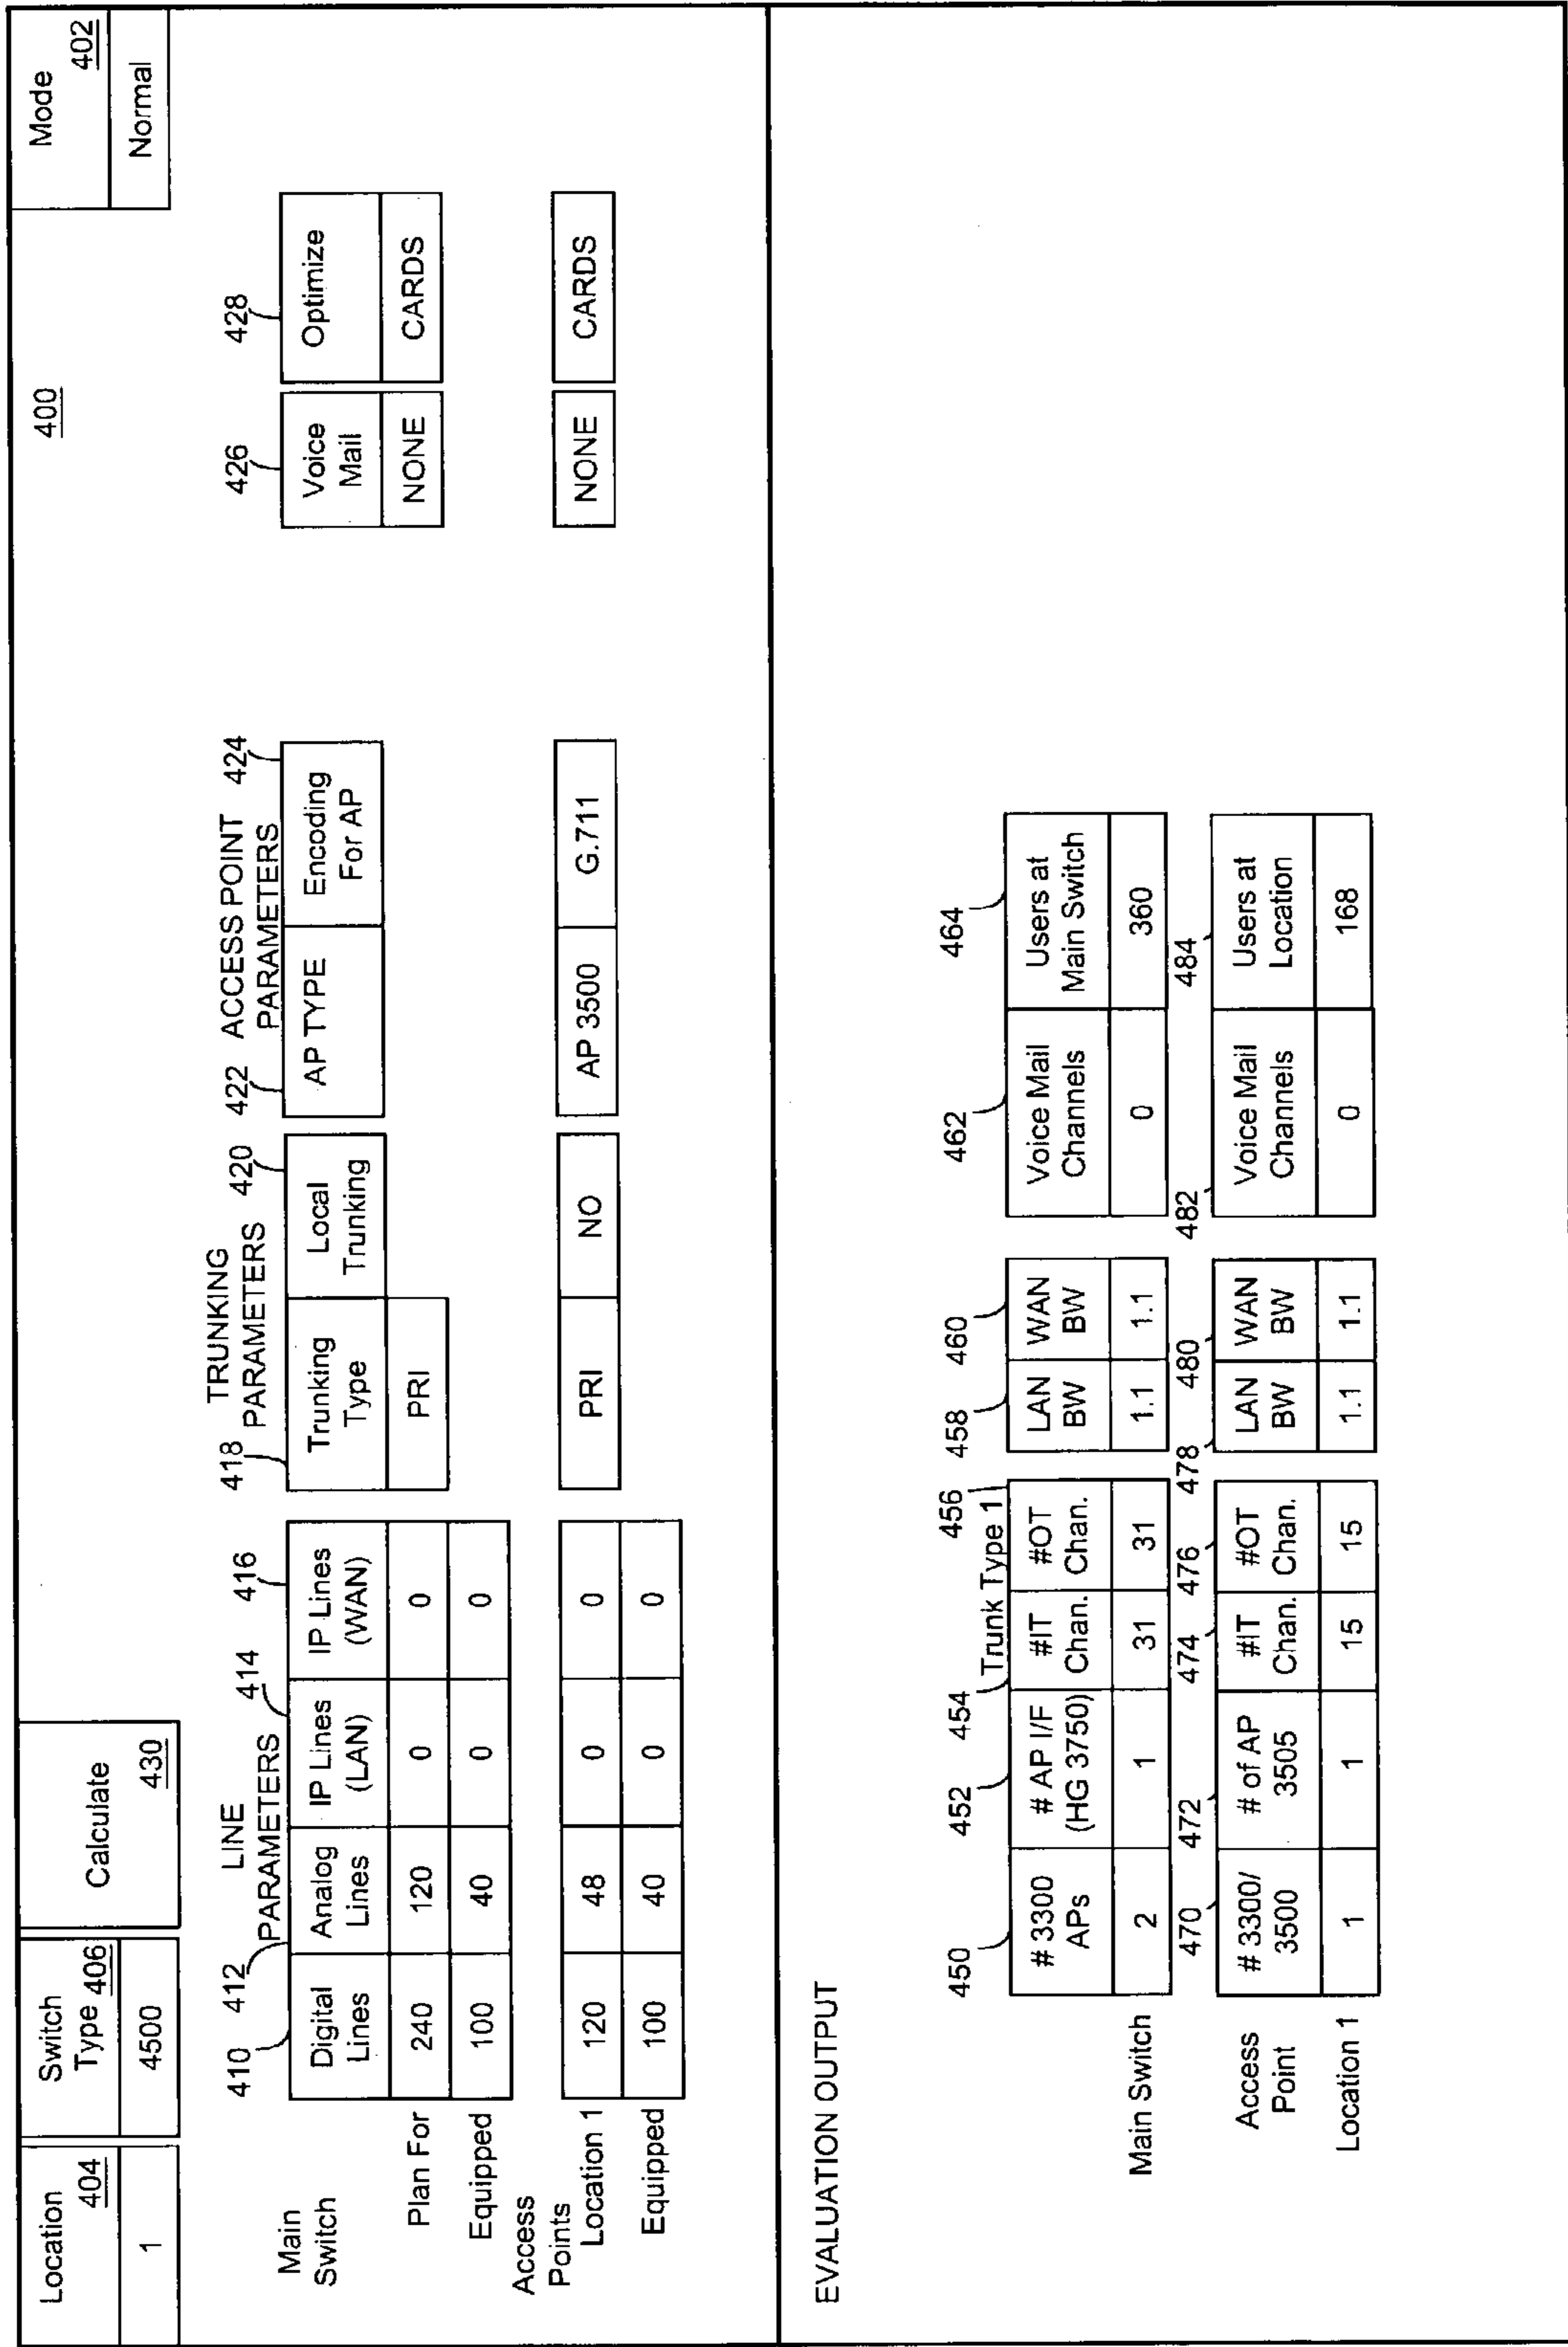 Location
404
1
Switch
Type 406
4500
Calculate
430
400
Mode
402
Normal
LINE
PARAMETERS
TRUNKING
PARAMETERS
ACCESS POINT
PARAMETERS
410
412
414
416
418
420
422
424
426
428
Main
Switch
Digital
Lines
Analog
Lines
IP Lines
(LAN)
IP Lines
(WAN)
Trunking
Type
Local
Trunking
AP TYPE
Encoding
For AP
Voice
Mail
Optimize
Plan For 240 120 0 0 PRI NONE CARDS
Equipped 100 40 0 0
Access
Points
Location 1 120 48 0 0 PRI NO AP 3500 G.711 NONE CARDS
Equipped 100 40 0 0
EVALUATION OUTPUT
450
452
454
Trunk Type 1
456
458
460
462
464
# 3300
APs
# AP I/F
(HG 3750)
#IT
Chan.
#OT
Chan.
LAN
BW
WAN
BW
Voice Mail
Channels
Users at
Main Switch
Main Switch 2 1 31 31 1.1 1.1 0 360
470
472
474
476
478
480
482
484
Access
Point
# 3300/
3500
# of AP
3505
#IT
Chan.
#OT
Chan.
LAN
BW
WAN
BW
Voice Mail
Channels
Users at
Location
Location 1 1 1 15 15 1.1 1.1 0 168